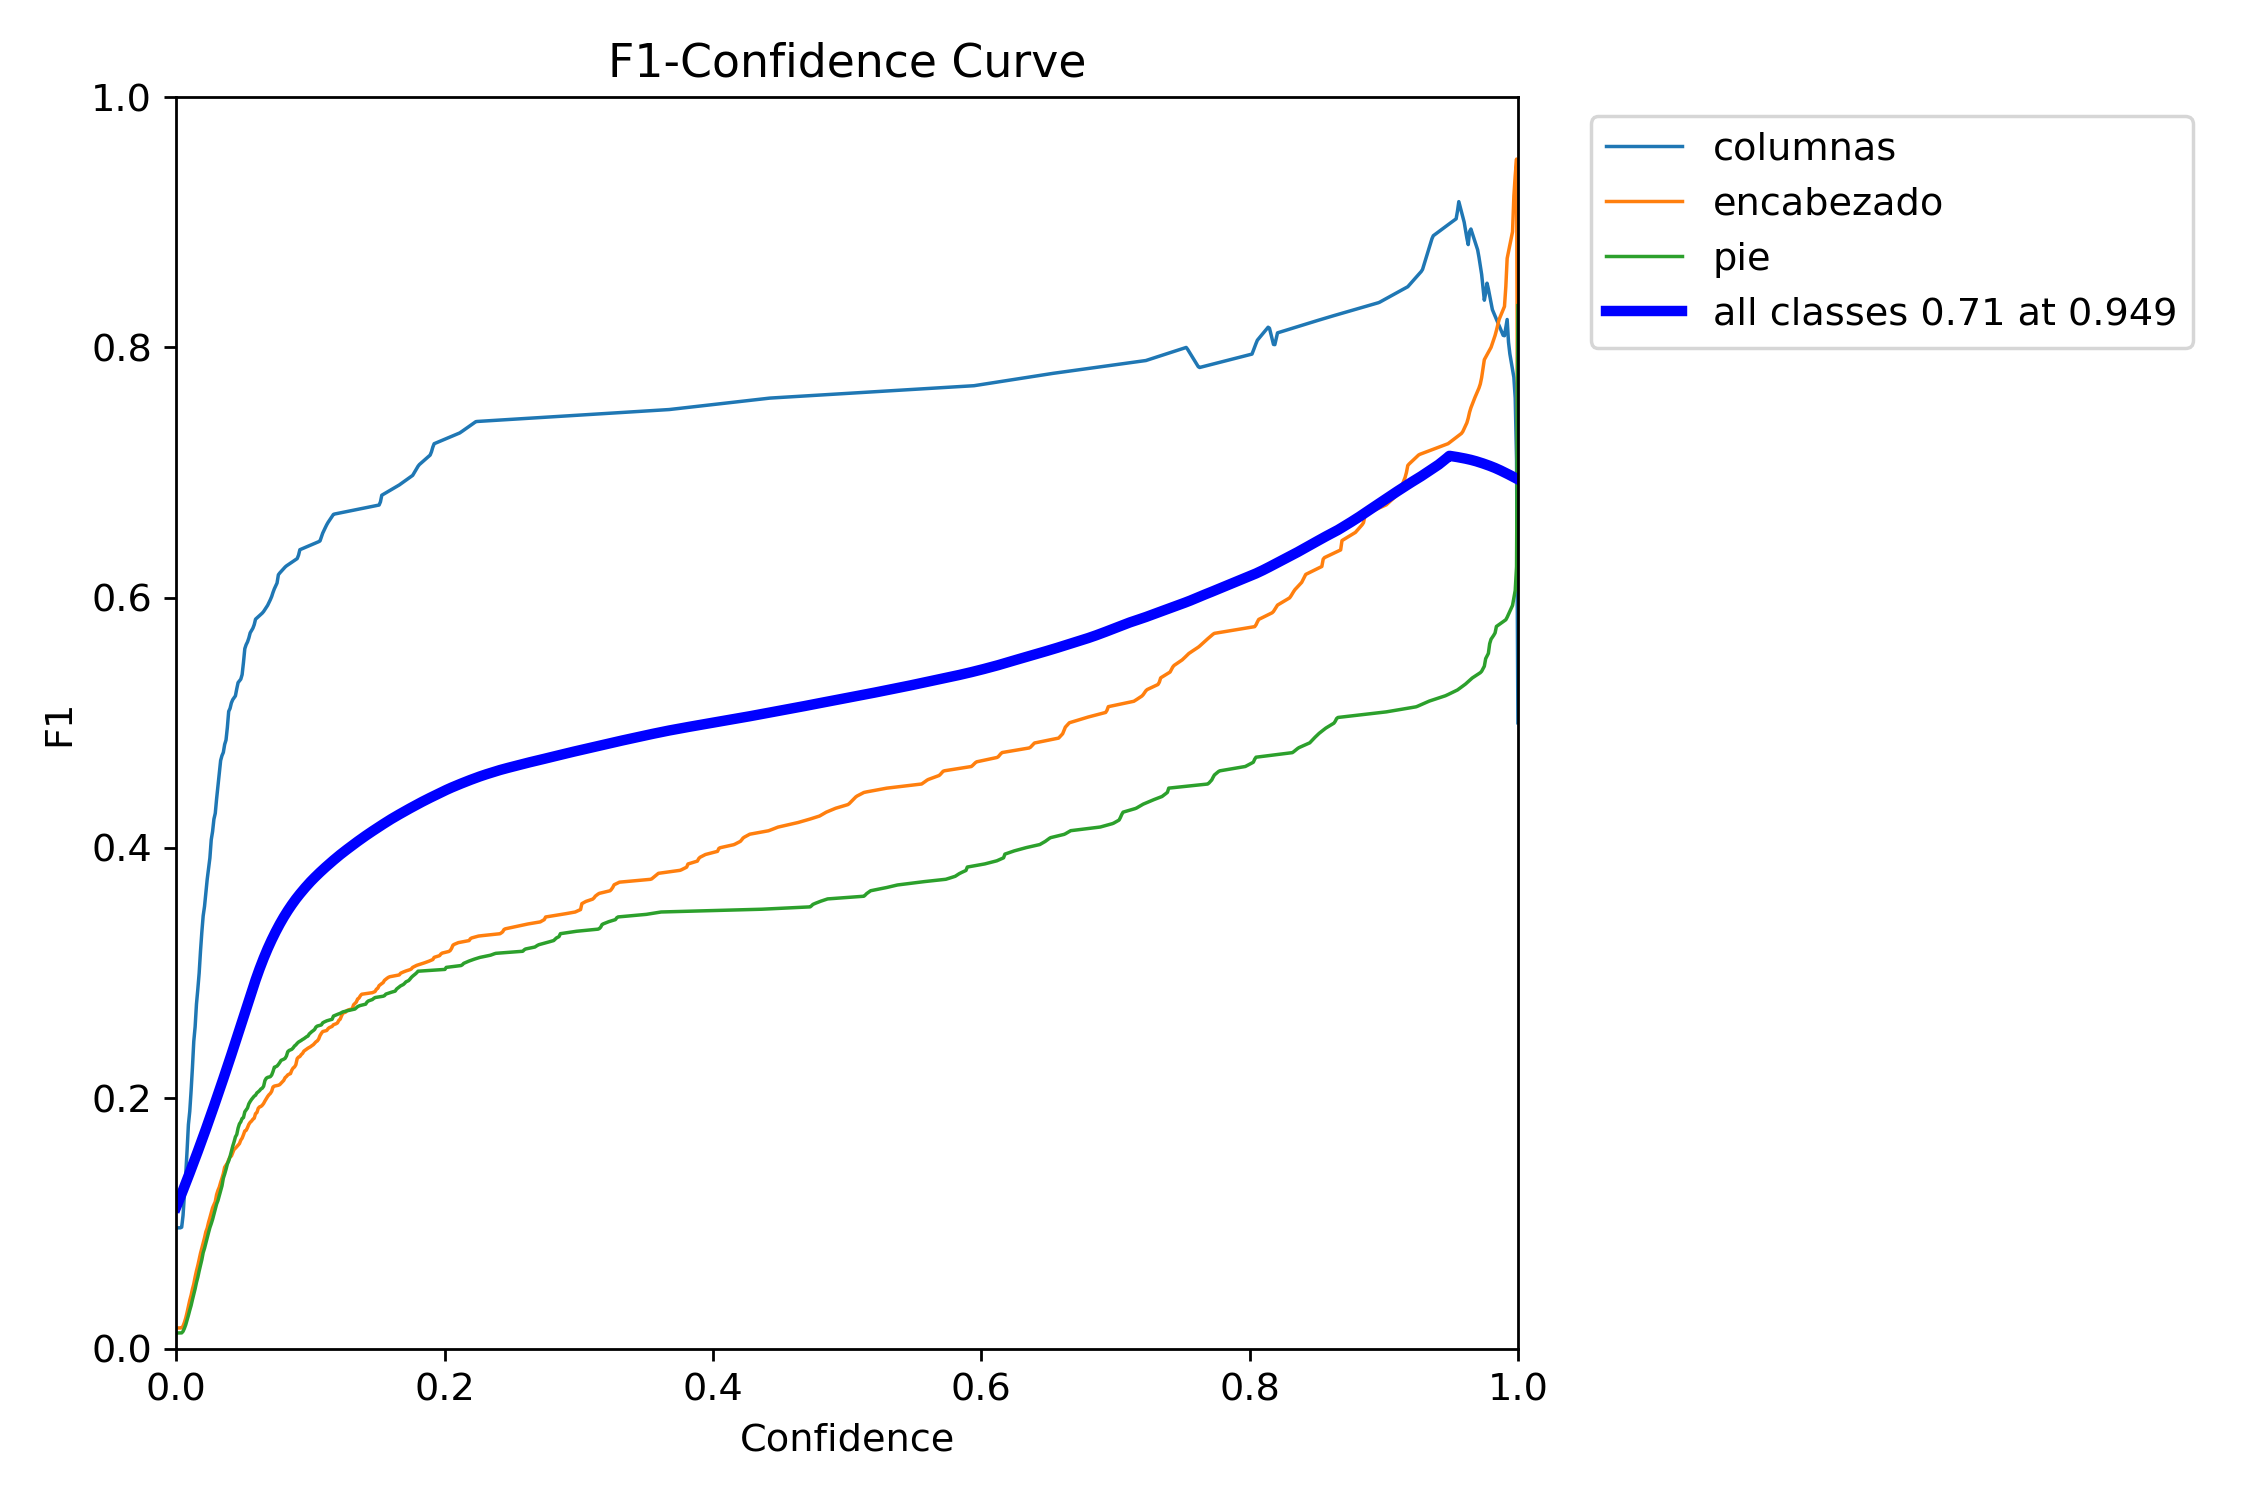 F1-Confidence Curve
columnas
encabezado
pie
all classes 0.71 at 0.949
F1
1.0
0.8
0.6
0.4
0.2
0.0
0.0 0.2 0.4 0.6 0.8 1.0
Confidence